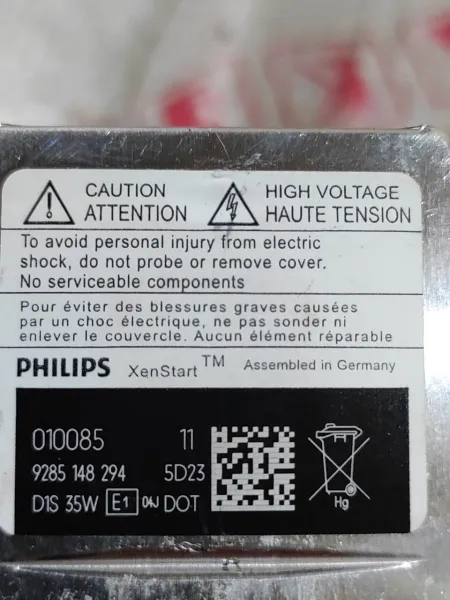 CAUTION
ATTENTION
HIGH VOLTAGE
HAUTE TENSION
To avoid personal injury from electric
shock, do not probe or remove cover.
No serviceable components
Pour éviter des blessures graves causées
par un choc électrique, ne pas sonder ni
enlever le couvercle. Aucun élément réparable
PHILIPS XenStart™ Assembled in Germany
010085 11
9285 148 294 5D23
D1S 35W E1 04J DOT
Hg